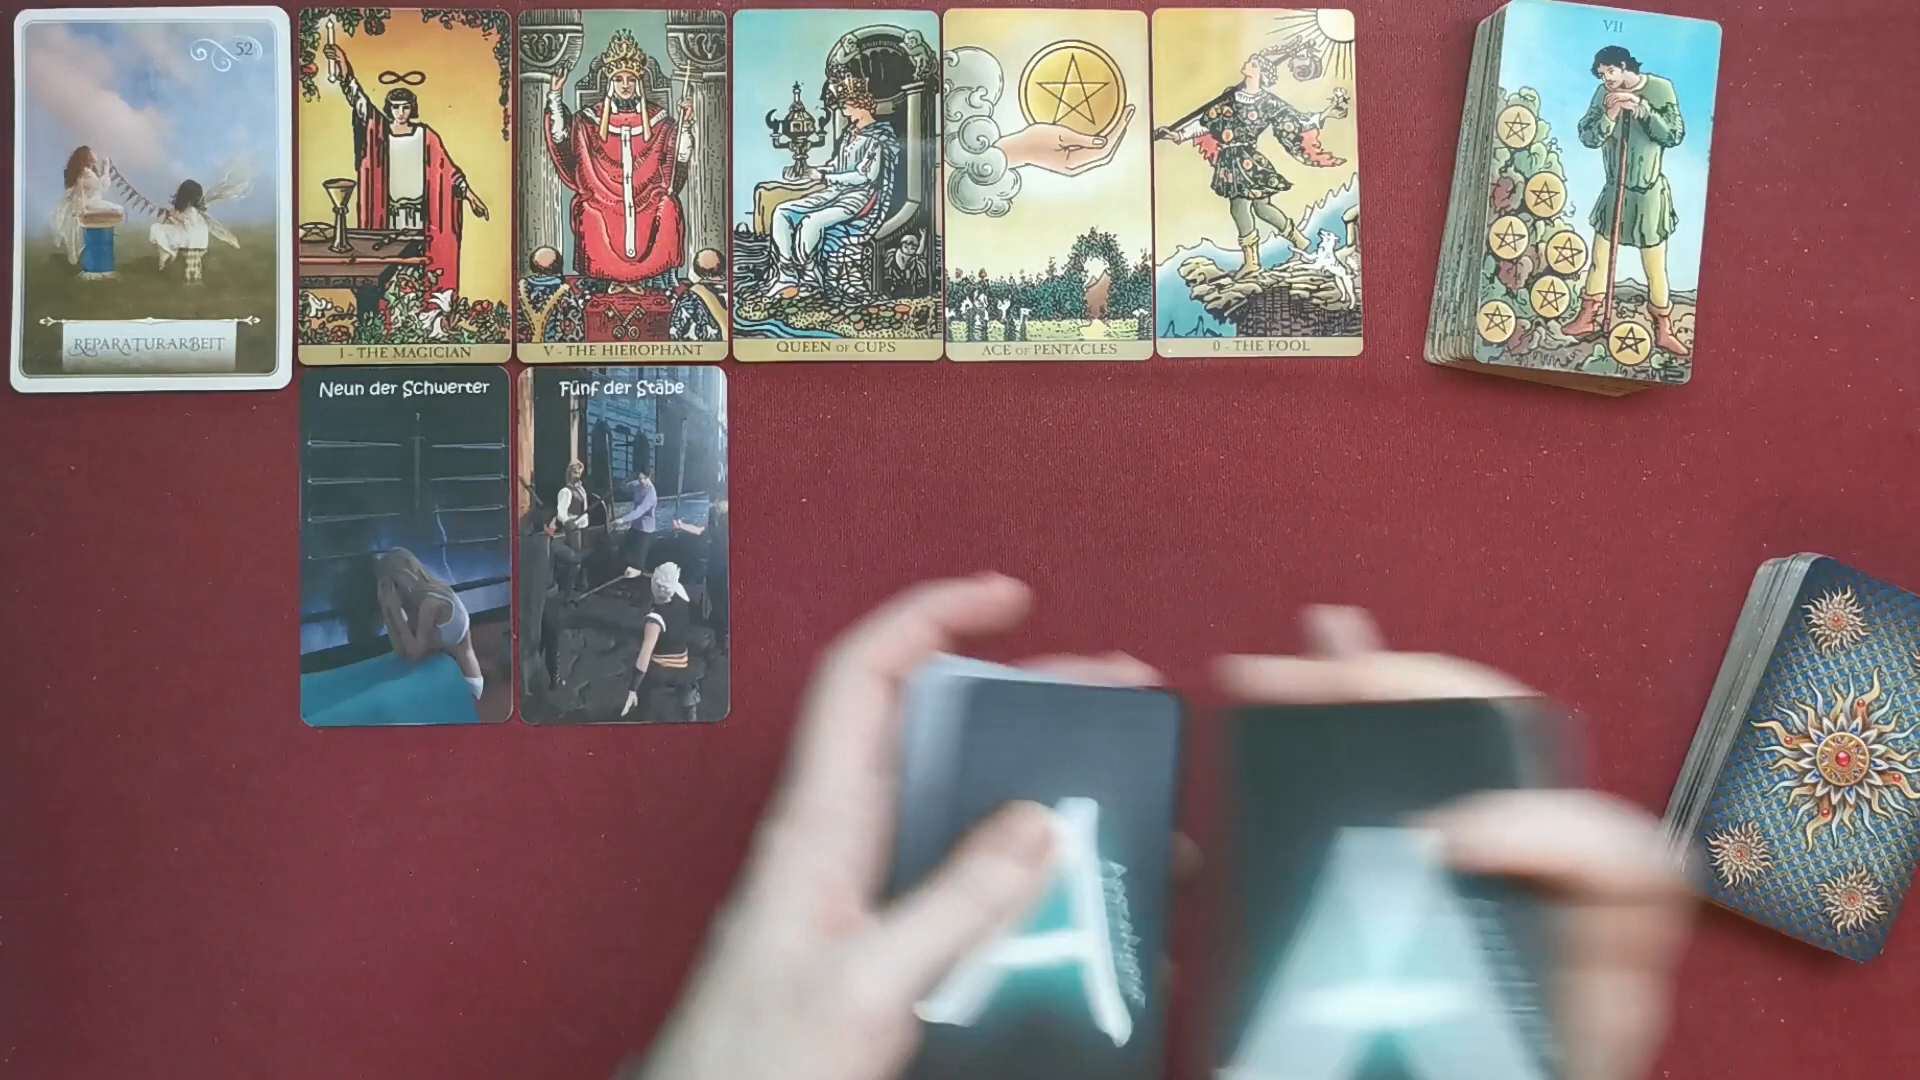 52
REPARATURARBEIT
I - THE MAGICIAN
V - THE HIEROPHANT
QUEEN OF CUPS
ACE OF PENTACLES
0 - THE FOOL
VII
Neun der Schwerter
Fünf der Stäbe